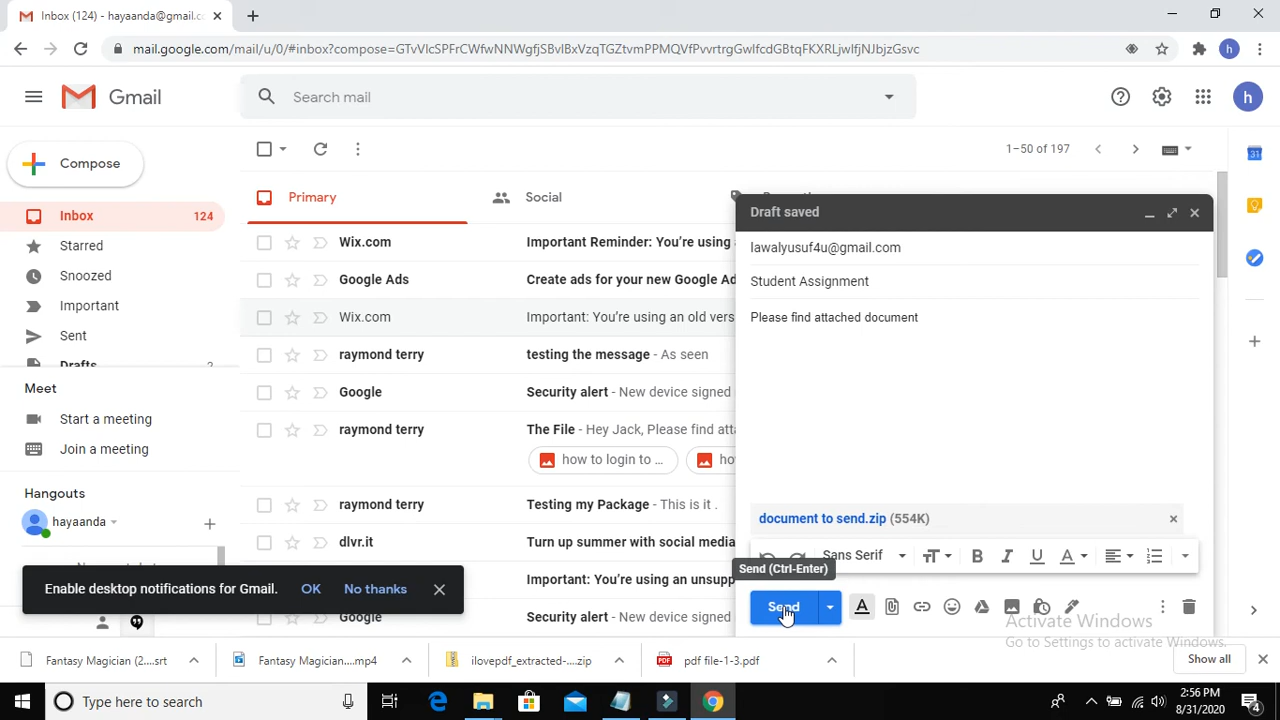 Inbox (124) - hayaanda@gmail.c
mail.google.com/mail/u/0/#inbox?compose=GTvVlcSPFrCWfwNNWgfjSBvlBxVzqTGZtvmPPMQVfPvvrtrgGwlfcdGBtqFKXRLjwlfjNJbjzGsvc
h
Gmail
Search mail
h
Compose
1–50 of 197
31
Inbox 124
Primary
Social
Starred
Snoozed
Important
Sent
Drafts 2
Wix.com Important Reminder: You're using
Google Ads Create ads for your new Google Ad
Wix.com Important: You're using an old vers
raymond terry testing the message - As seen
Google Security alert - New device signed
raymond terry The File - Hey Jack, Please find atta
how to login to ...
raymond terry Testing my Package - This is it .
dlvr.it Turn up summer with social media
Important: You're using an unsupp
Google Security alert - New device signed
Meet
Start a meeting
Join a meeting
Hangouts
hayaanda
Enable desktop notifications for Gmail. OK No thanks
Draft saved
lawalyusuf4u@gmail.com
Student Assignment
Please find attached document
document to send.zip (554K)
Sans Serif
B I U A
Send (Ctrl-Enter)
Send
A
Activate Windows
Go to Settings to activate Windows.
Fantasy Magician (2....srt
Fantasy Magician....mp4
ilovepdf_extracted-....zip
PDF
pdf file-1-3.pdf
Show all
Type here to search
2:56 PM
8/31/2020
4